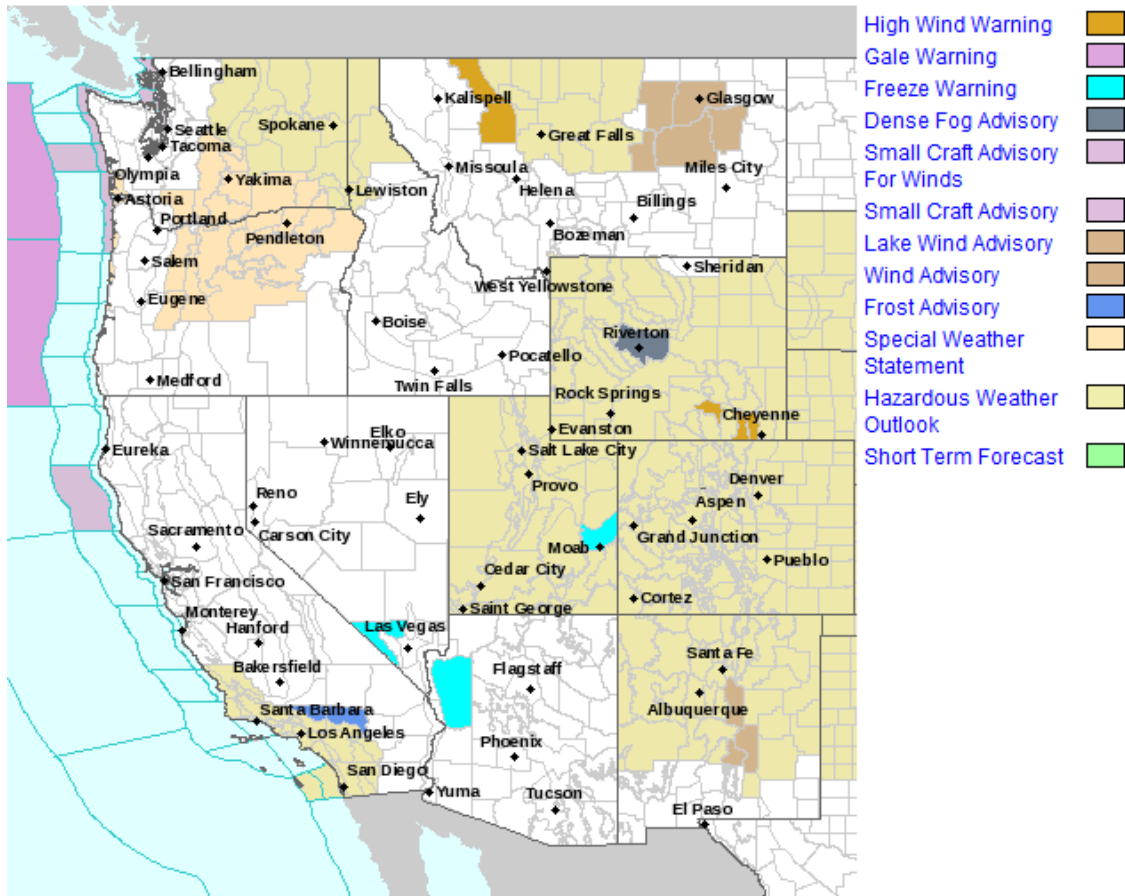 High Wind Warning
Gale Warning
Freeze Warning
Dense Fog Advisory
Small Craft Advisory
For Winds
Small Craft Advisory
Lake Wind Advisory
Wind Advisory
Frost Advisory
Special Weather
Statement
Hazardous Weather
Outlook
Short Term Forecast
Bellingham
Seattle
Tacoma
Olympia
Spokane
Yakima
Astoria
Portland
Pendleton
Lewiston
Salem
Eugene
Medford
Kalispell
Great Falls
Glasgow
Missoula
Helena
Miles City
Billings
Bozeman
West Yellowstone
Sheridan
Boise
Pocatello
Twin Falls
Riverton
Rock Springs
Cheyenne
Evanston
Eureka
Elko
Winnemucca
Salt Lake City
Provo
Reno
Ely
Carson City
Sacramento
San Francisco
Denver
Aspen
Grand Junction
Moab
Pueblo
Cedar City
Saint George
Cortez
Monterey
Hanford
Las Vegas
Bakersfield
Flagstaff
Santa Fe
Albuquerque
Santa Barbara
Los Angeles
Phoenix
San Diego
Yuma
Tucson
El Paso